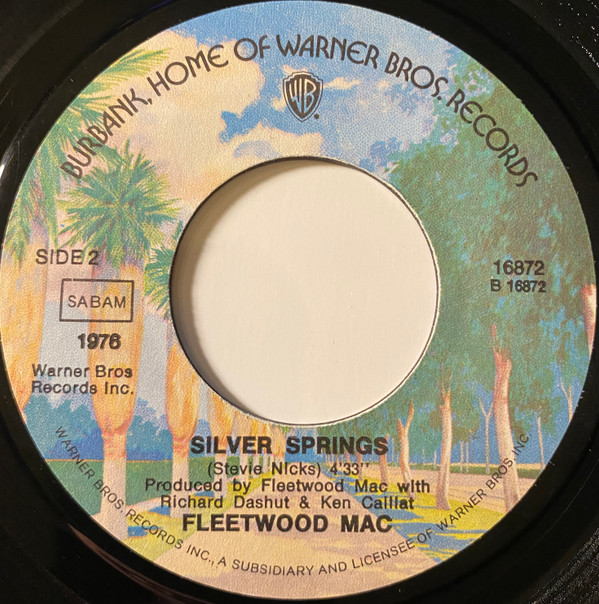 BURBANK, HOME OF WARNER BROS. RECORDS
WB
SIDE 2
SABAM
1976
Warner Bros
Records Inc.
16872
B 16872
SILVER SPRINGS
(Stevie Nicks) 4'33''
Produced by Fleetwood Mac with
Richard Dashut & Ken Caillat
FLEETWOOD MAC
WARNER BROS RECORDS INC., A SUBSIDIARY AND LICENSEE OF WARNER BROS. INC.